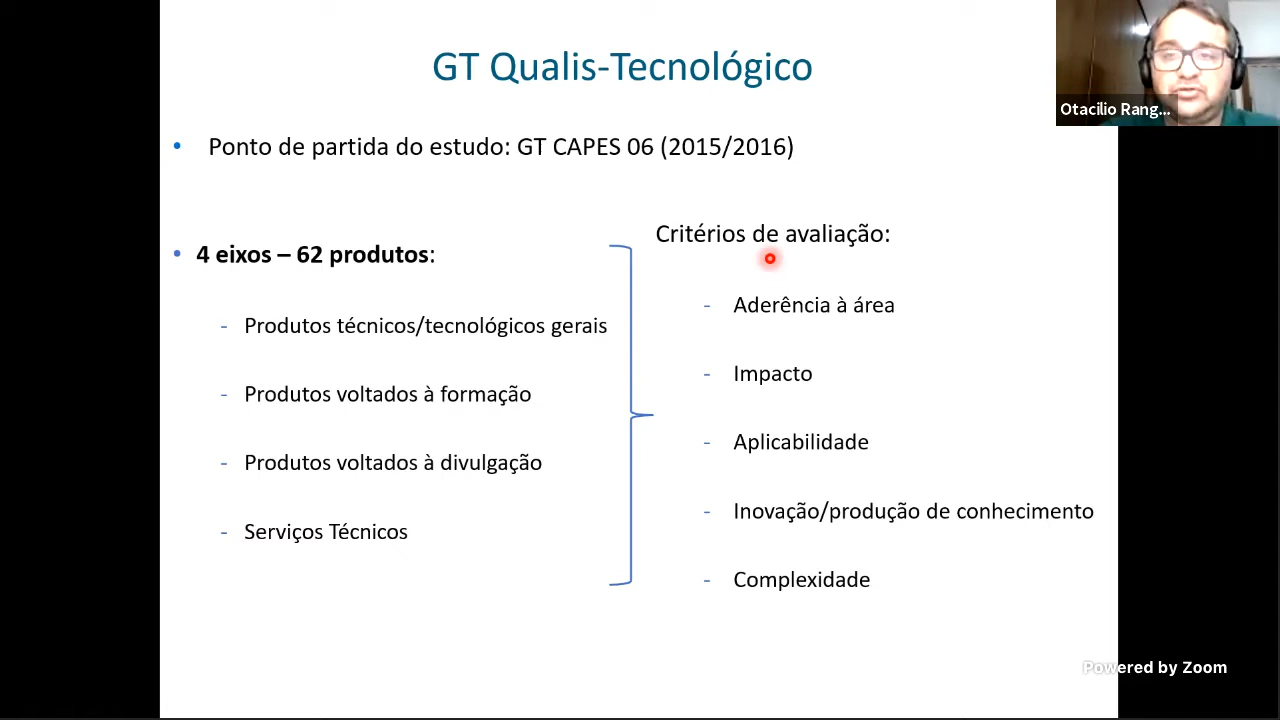 GT Qualis-Tecnológico
Otacilio Rang...
• Ponto de partida do estudo: GT CAPES 06 (2015/2016)
• 4 eixos – 62 produtos:
- Produtos técnicos/tecnológicos gerais
- Produtos voltados à formação
- Produtos voltados à divulgação
- Serviços Técnicos
Critérios de avaliação:
- Aderência à área
- Impacto
- Aplicabilidade
- Inovação/produção de conhecimento
- Complexidade
Powered by Zoom